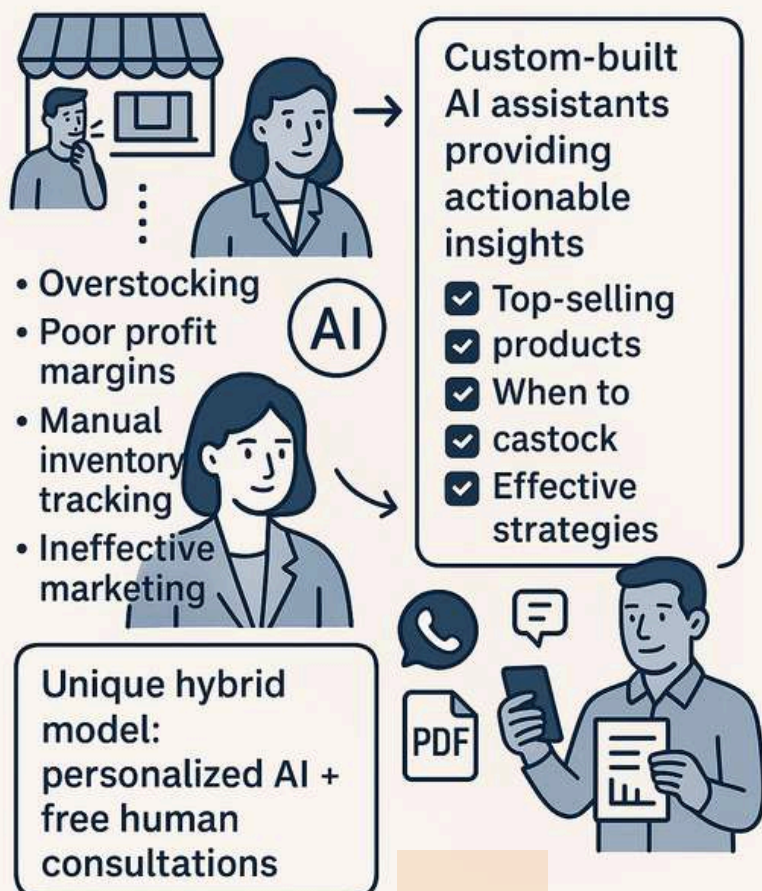 • Overstocking
• Poor profit
margins
• Manual
inventory
tracking
• Ineffective
marketing
AI
Custom-built
AI assistants
providing
actionable
insights
Top-selling
products
When to
castock
Effective
strategies
Unique hybrid
model:
personalized AI +
free human
consultations
PDF